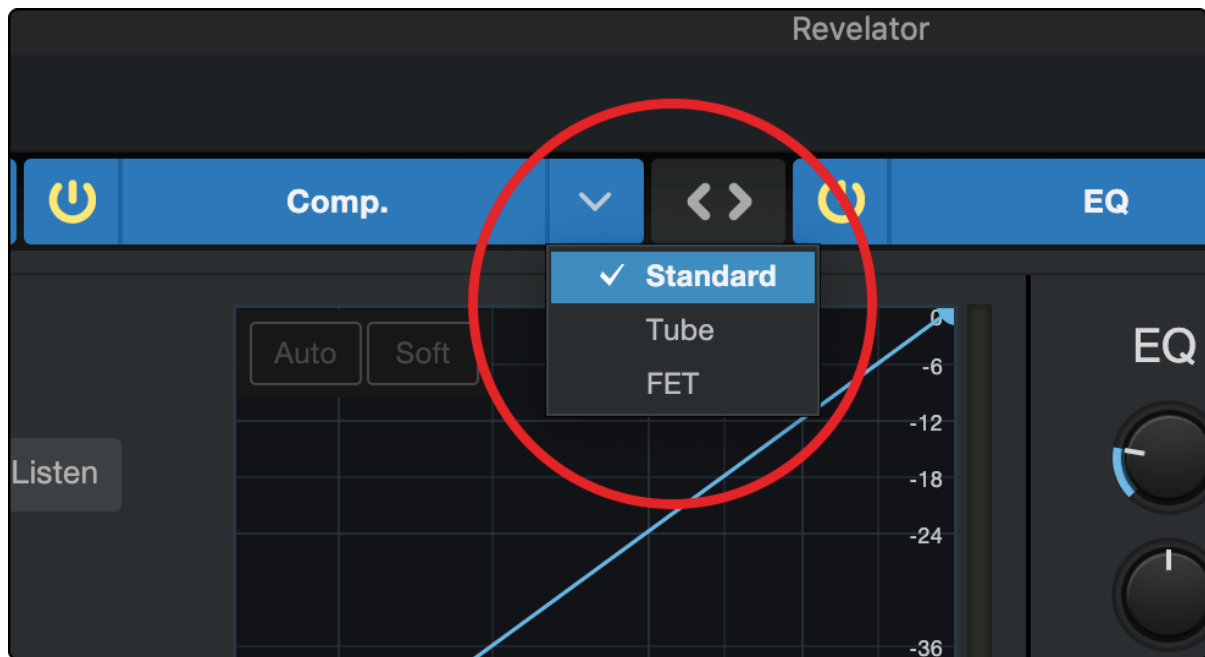 Revelator
Comp.
EQ
Standard
Tube
FET
Auto
Soft
Listen
0
-6
-12
-18
-24
-36
EQ